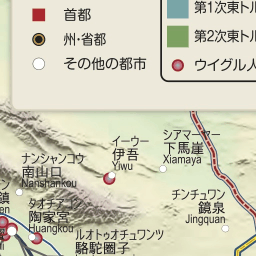 首都
州・省都
その他の都市
第1次東トル
第2次東トル
ウイグル人
イーウー
伊吾
Yiwu
シアマーヤー
下馬崖
Xiamaya
ナンシャンコウ
南山口
Nanshankou
チンチュワン
鏡泉
Jingquan
タオチアコン
陶家宮
Huangkou
ルオトゥオチュワンツ
駱駝圏子
鎮